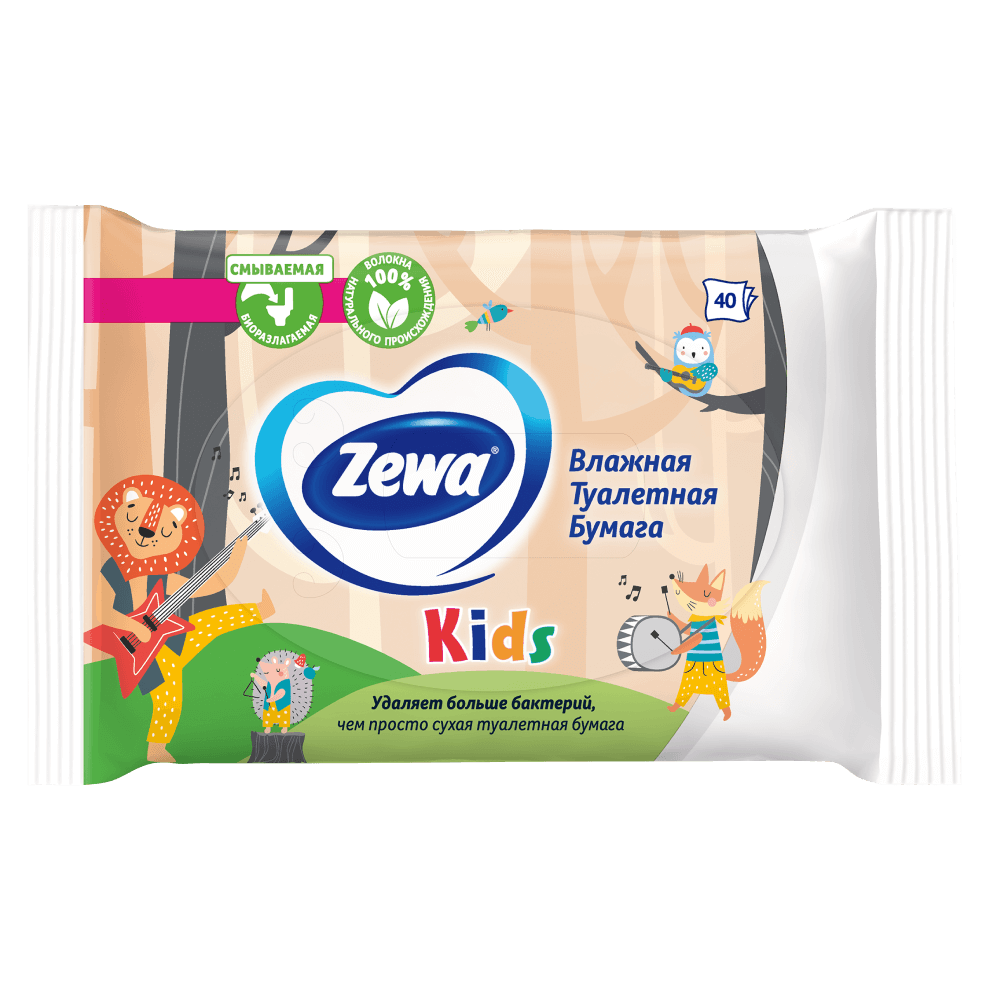 СМЫВАЕМАЯ
БИОРАЗЛАГАЕМАЯ
ВОЛОКНА
100%
НАТУРАЛЬНОГО ПРОИСХОЖДЕНИЯ
40
Zewa®
Влажная
Туалетная
Бумага
Kids
Удаляет больше бактерий,
чем просто сухая туалетная бумага